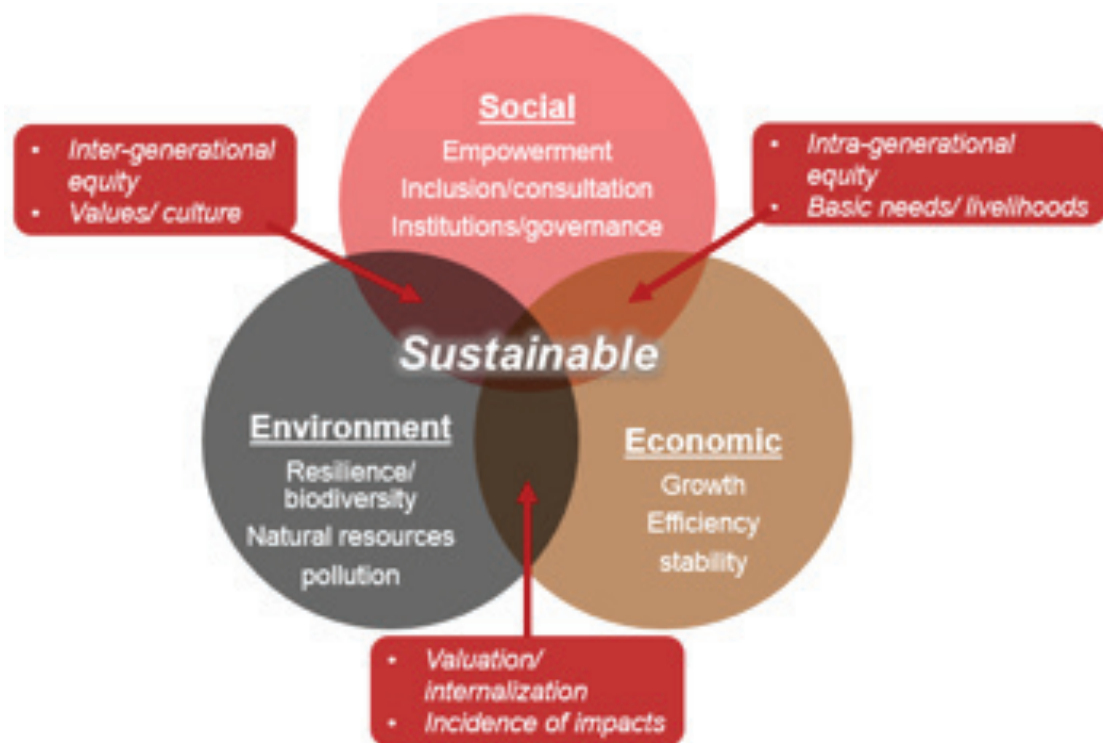 Social
Empowerment
Inclusion/consultation
Institutions/governance
• Inter-generational
equity
• Values/ culture
• Intra-generational
equity
• Basic needs/ livelihoods
Sustainable
Environment
Resilience/
biodiversity
Natural resources
pollution
Economic
Growth
Efficiency
stability
• Valuation/
internalization
• Incidence of impacts